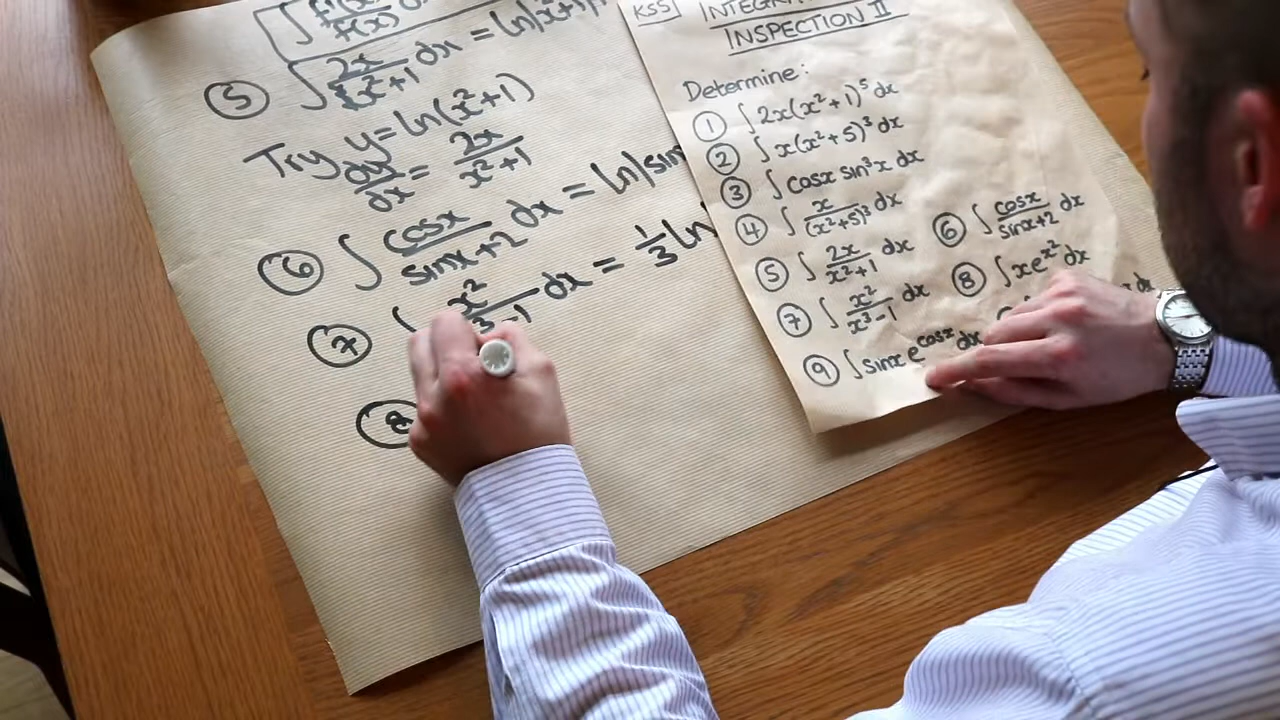 ∫ f'(x)/f(x)
⑤ ∫ 2x/(x²+1) dx = ln|x²+1|
Try y=ln(x²+1)
dy/dx = 2x/(x²+1)
⑥ ∫ cosx/(sinx+2) dx = ln|sin
⑦ x²/ dx = 1/3 ln
⑧
KS5
INSPECTION II
Determine:
① ∫ 2x(x²+1)⁵ dx
② ∫ x(x²+5)³ dx
③ ∫ cosx sin³x dx
④ ∫ x/(x²+5)³ dx
⑤ ∫ 2x/(x²+1) dx
⑥ ∫ cosx/(sinx+2) dx
⑦ ∫ x²/(x³-1) dx
⑧ ∫ xe^(x²) dx
⑨ ∫ sinx e^(cosx) dx